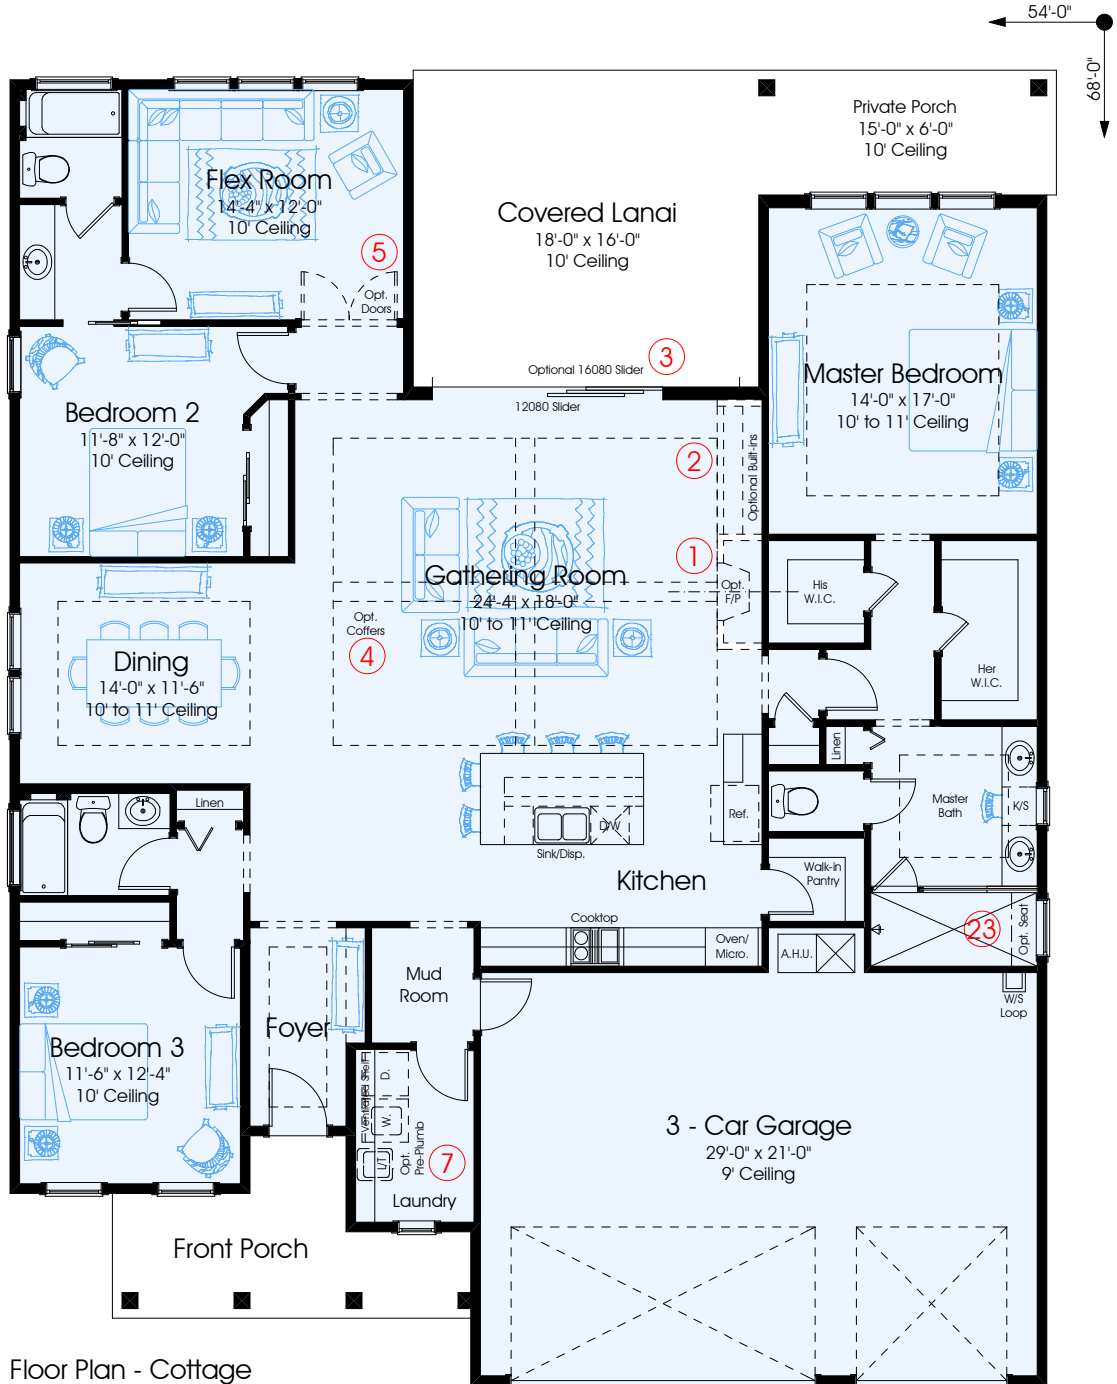 54'-0"
68'-0"
Private Porch
15'-0" x 6'-0"
10' Ceiling
Flex Room
14'-4" x 12'-0"
10' Ceiling
5
Opt.
Doors
Covered Lanai
18'-0" x 16'-0"
10' Ceiling
3
Optional 16080 Slider
12080 Slider
Master Bedroom
14'-0" x 17'-0"
10' to 11' Ceiling
Bedroom 2
11'-8" x 12'-0"
10' Ceiling
2
Optional Built-ins
1
Opt.
F/P
Gathering Room
24'-4" x 18'-0"
10' to 11' Ceiling
Opt.
Coffers
4
His
W.I.C.
Her
W.I.C.
Dining
14'-0" x 11'-6"
10' to 11' Ceiling
Linen
Master
Bath
K/S
Linen
Ref.
D/W
Sink/Disp.
Kitchen
Walk-in
Pantry
Cooktop
Oven/
Micro.
A.H.U.
23
Opt. Seat
W/S
Loop
Mud
Room
Foyer
Bedroom 3
11'-6" x 12'-4"
10' Ceiling
Ventilated Shelf
D.
W.
L/T
Opt.
Pre-Plumb
7
Laundry
3 - Car Garage
29'-0" x 21'-0"
9' Ceiling
Front Porch
Floor Plan - Cottage